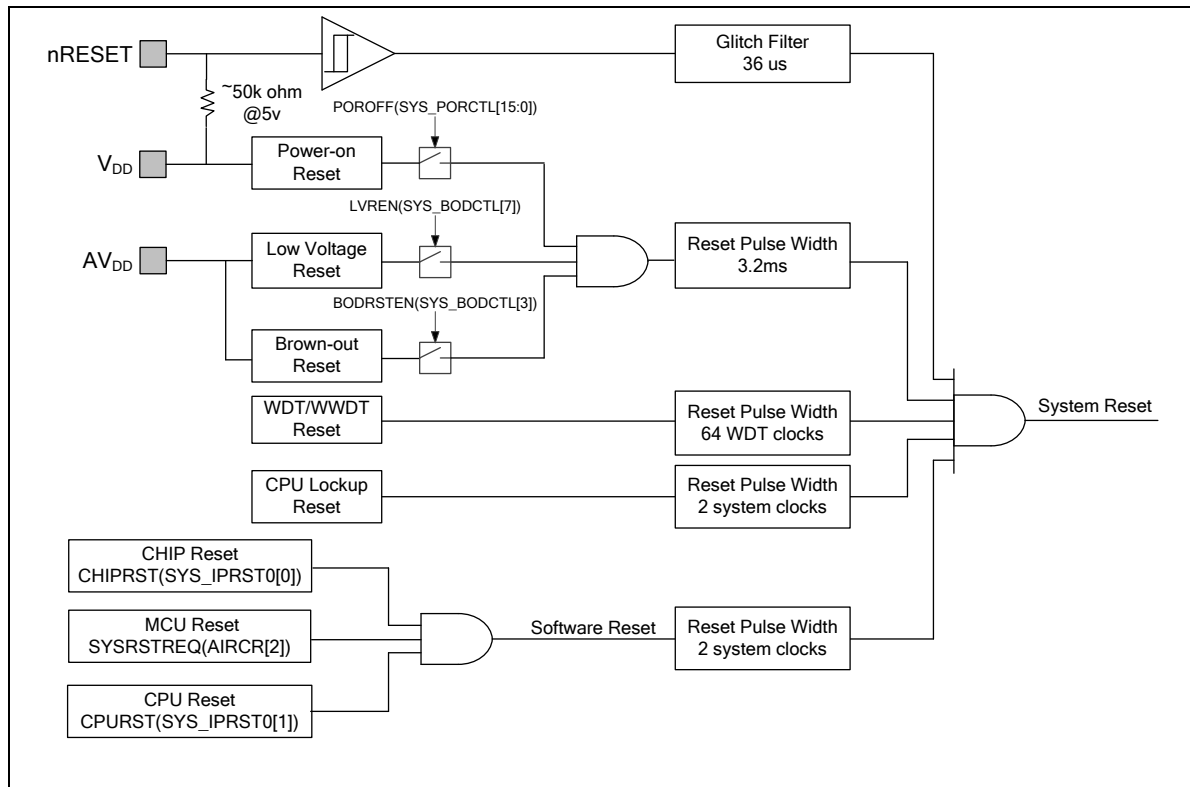 nRESET
Glitch Filter
36 us
~50k ohm
@5v
POROFF(SYS_PORCTL[15:0])
VDD
Power-on
Reset
LVREN(SYS_BODCTL[7])
AVDD
Low Voltage
Reset
Reset Pulse Width
3.2ms
BODRSTEN(SYS_BODCTL[3])
Brown-out
Reset
WDT/WWDT
Reset
Reset Pulse Width
64 WDT clocks
System Reset
CPU Lockup
Reset
Reset Pulse Width
2 system clocks
CHIP Reset
CHIPRST(SYS_IPRST0[0])
MCU Reset
SYSRSTREQ(AIRCR[2])
Software Reset
Reset Pulse Width
2 system clocks
CPU Reset
CPURST(SYS_IPRST0[1])